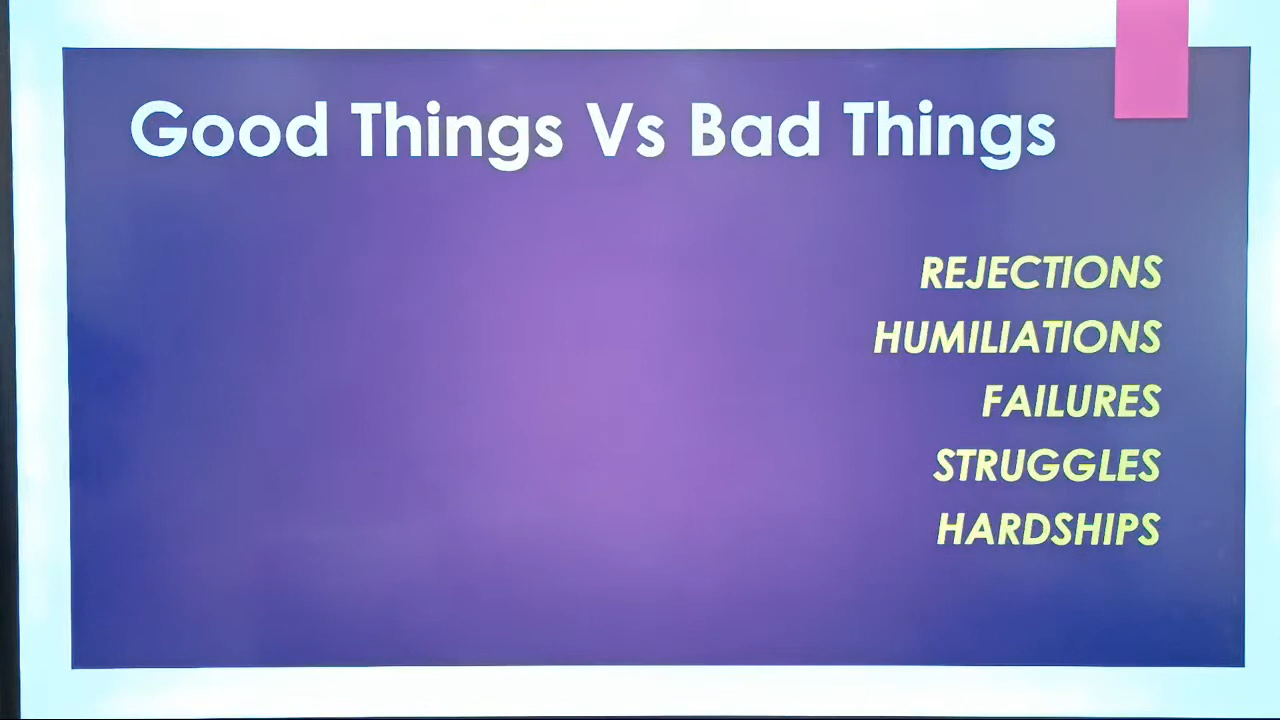 Good Things Vs Bad Things
REJECTIONS
HUMILIATIONS
FAILURES
STRUGGLES
HARDSHIPS